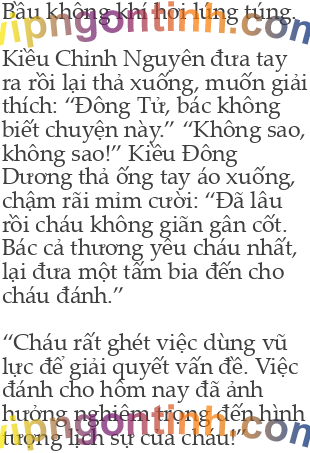 Bầu không khí hơi lúng túng.
Kiều Chỉnh Nguyên đưa tay
ra rồi lại thả xuống, muốn giải
thích: “Đông Tử, bác không
biết chuyện này.” “Không sao,
không sao!” Kiều Đông
Dương thả ống tay áo xuống,
chậm rãi mỉm cười: “Đã lâu
rồi cháu không giãn gân cốt.
Bác cả thương yêu cháu nhất,
lại đưa một tấm bia đến cho
cháu đánh.”
“Cháu rất ghét việc dùng vũ
lực để giải quyết vấn đề. Việc
đánh cho hôm nay đã ảnh
hưởng nghiêm trọng đến hình
tượng lịch sự của cháu!”
vipngontinh.com
vipngontinh.com